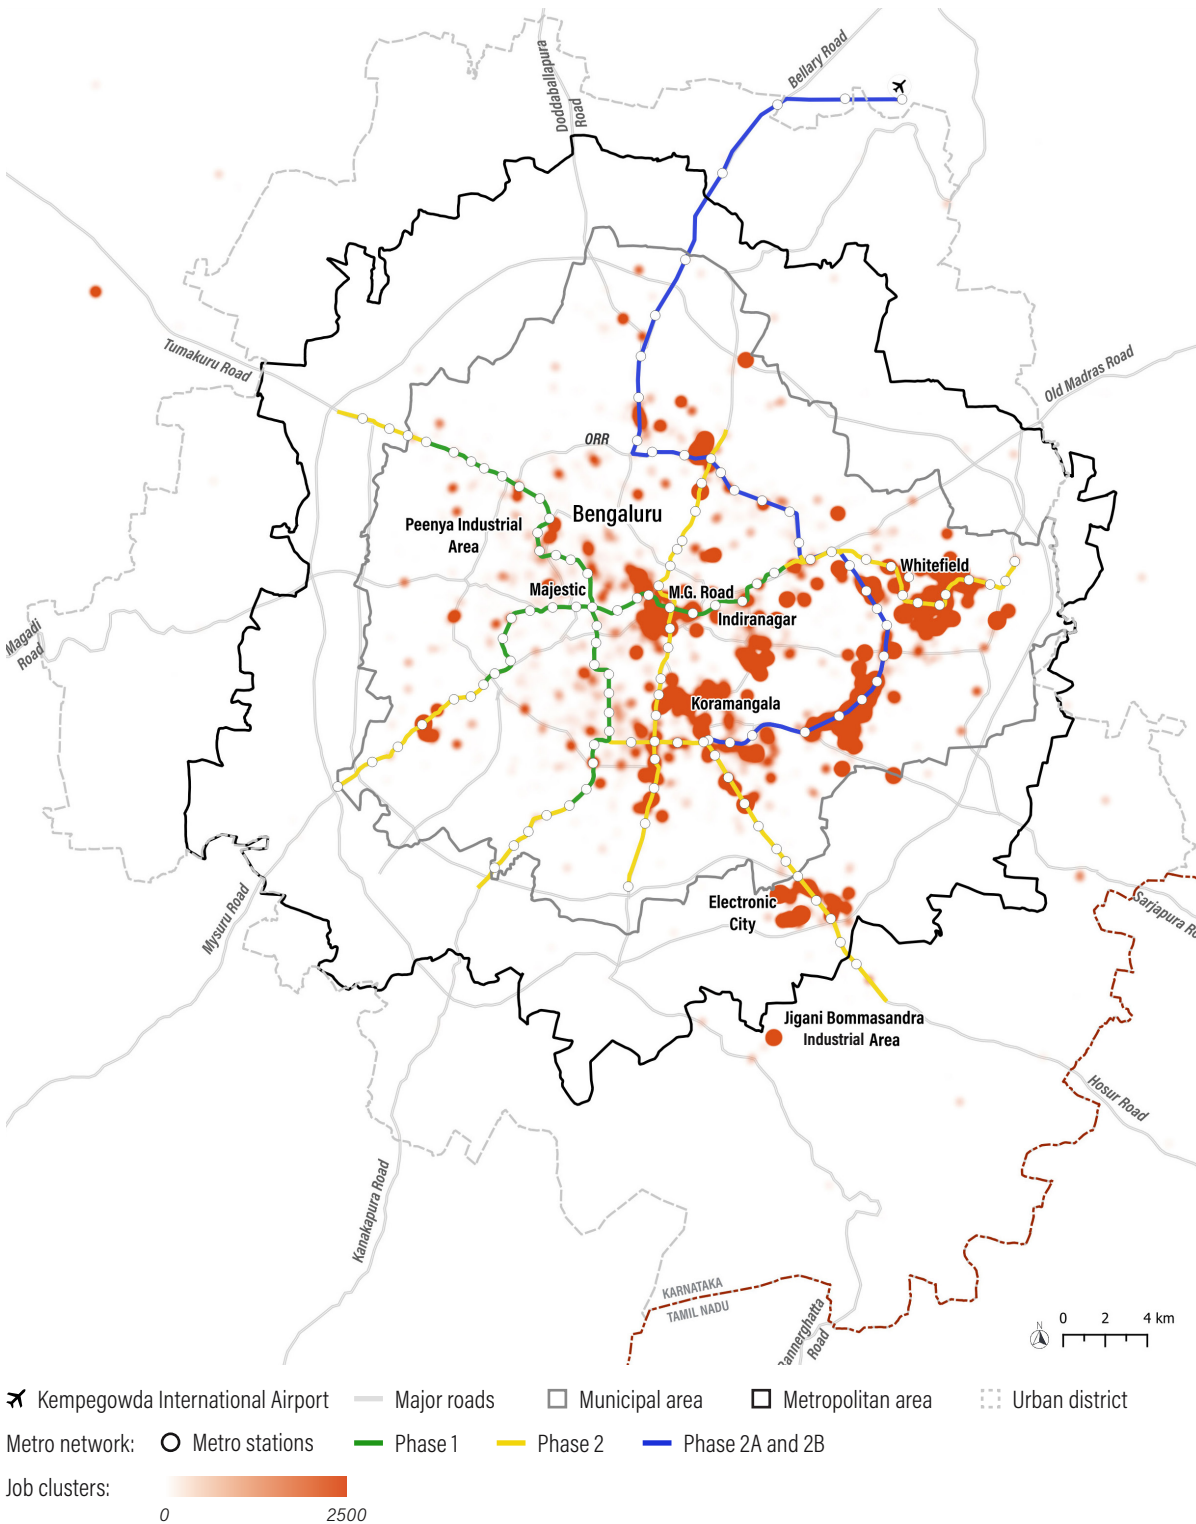 Doddaballapura
Road
Bellary Road
Tumakuru Road
Old Madras Road
ORR
Bengaluru
Peenya Industrial
Area
Whitefield
Majestic
M.G. Road
Indiranagar
Magadi
Road
Koramangala
Electronic
City
Sarjapura Ro
Mysuru Road
Jigani Bommasandra
Industrial Area
Hosur Road
Kanakapura Road
KARNATAKA
TAMIL NADU
Bannerghatta
Road
N
0 2 4 km
Kempegowda International Airport
Major roads
Municipal area
Metropolitan area
Urban district
Metro network:
Metro stations
Phase 1
Phase 2
Phase 2A and 2B
Job clusters:
0 2500